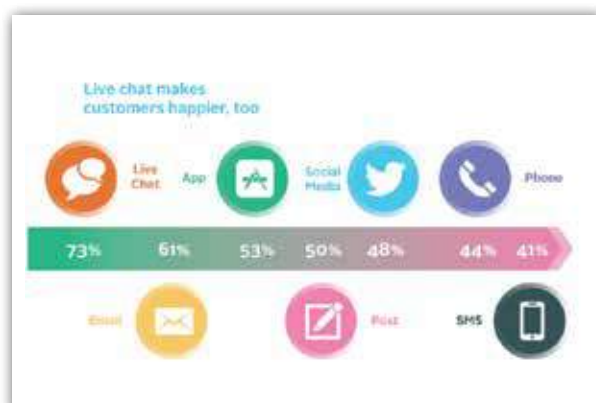 Live chat makes
customers happier, too
Live
Chat
App
Social
Media
Phone
73% 61% 53% 50% 48% 44% 41%
Email
Post
SMS